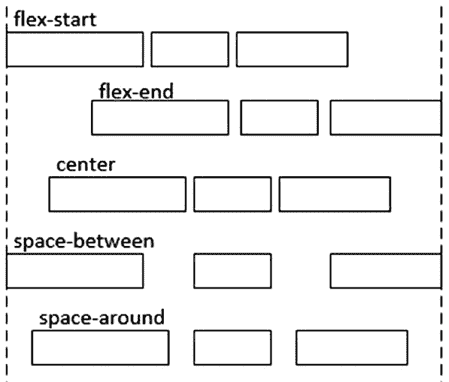 flex-start
flex-end
center
space-between
space-around